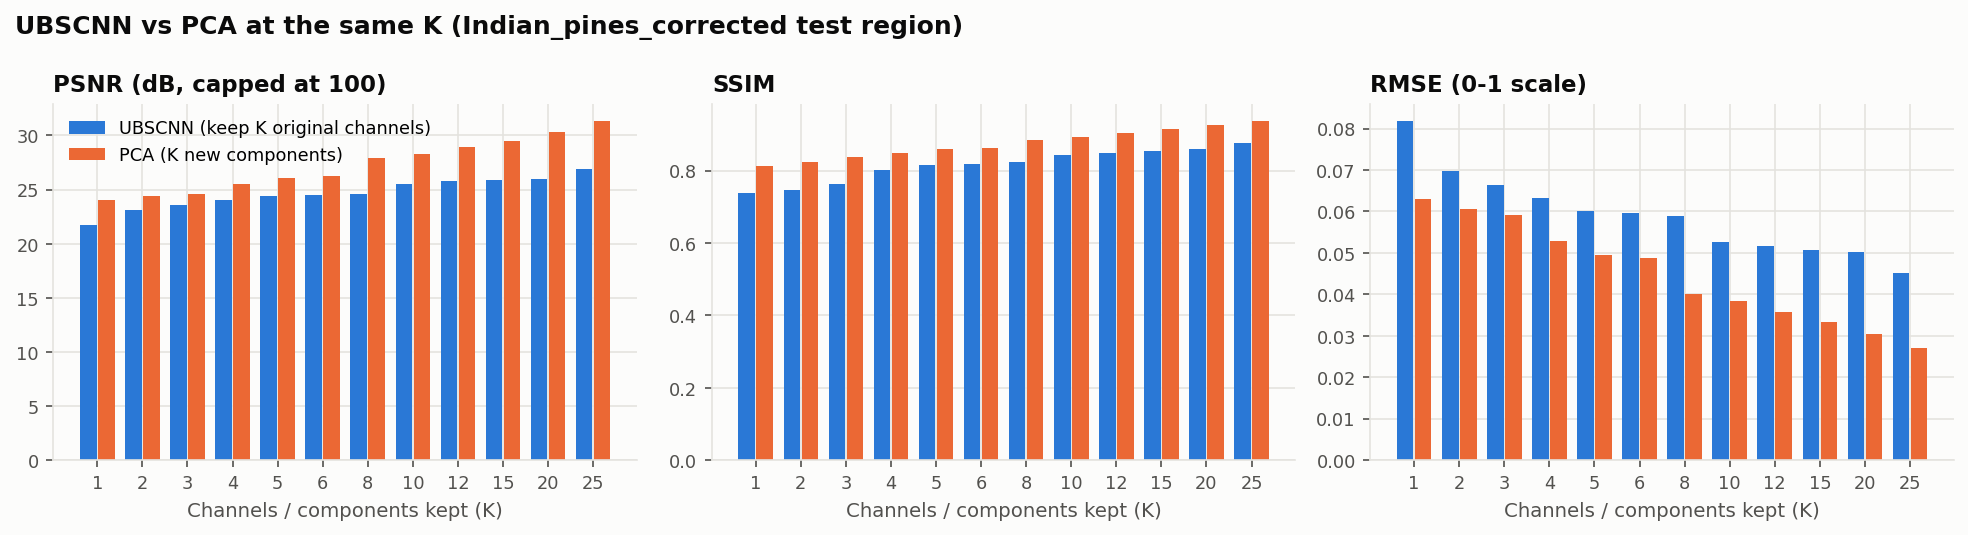 UBSCNN vs PCA at the same K (Indian_pines_corrected test region)
PSNR (dB, capped at 100)
UBSCNN (keep K original channels)
PCA (K new components)
30
25
20
15
10
5
0
1 2 3 4 5 6 8 10 12 15 20 25
Channels / components kept (K)
SSIM
0.8
0.6
0.4
0.2
0.0
1 2 3 4 5 6 8 10 12 15 20 25
Channels / components kept (K)
RMSE (0-1 scale)
0.08
0.07
0.06
0.05
0.04
0.03
0.02
0.01
0.00
1 2 3 4 5 6 8 10 12 15 20 25
Channels / components kept (K)